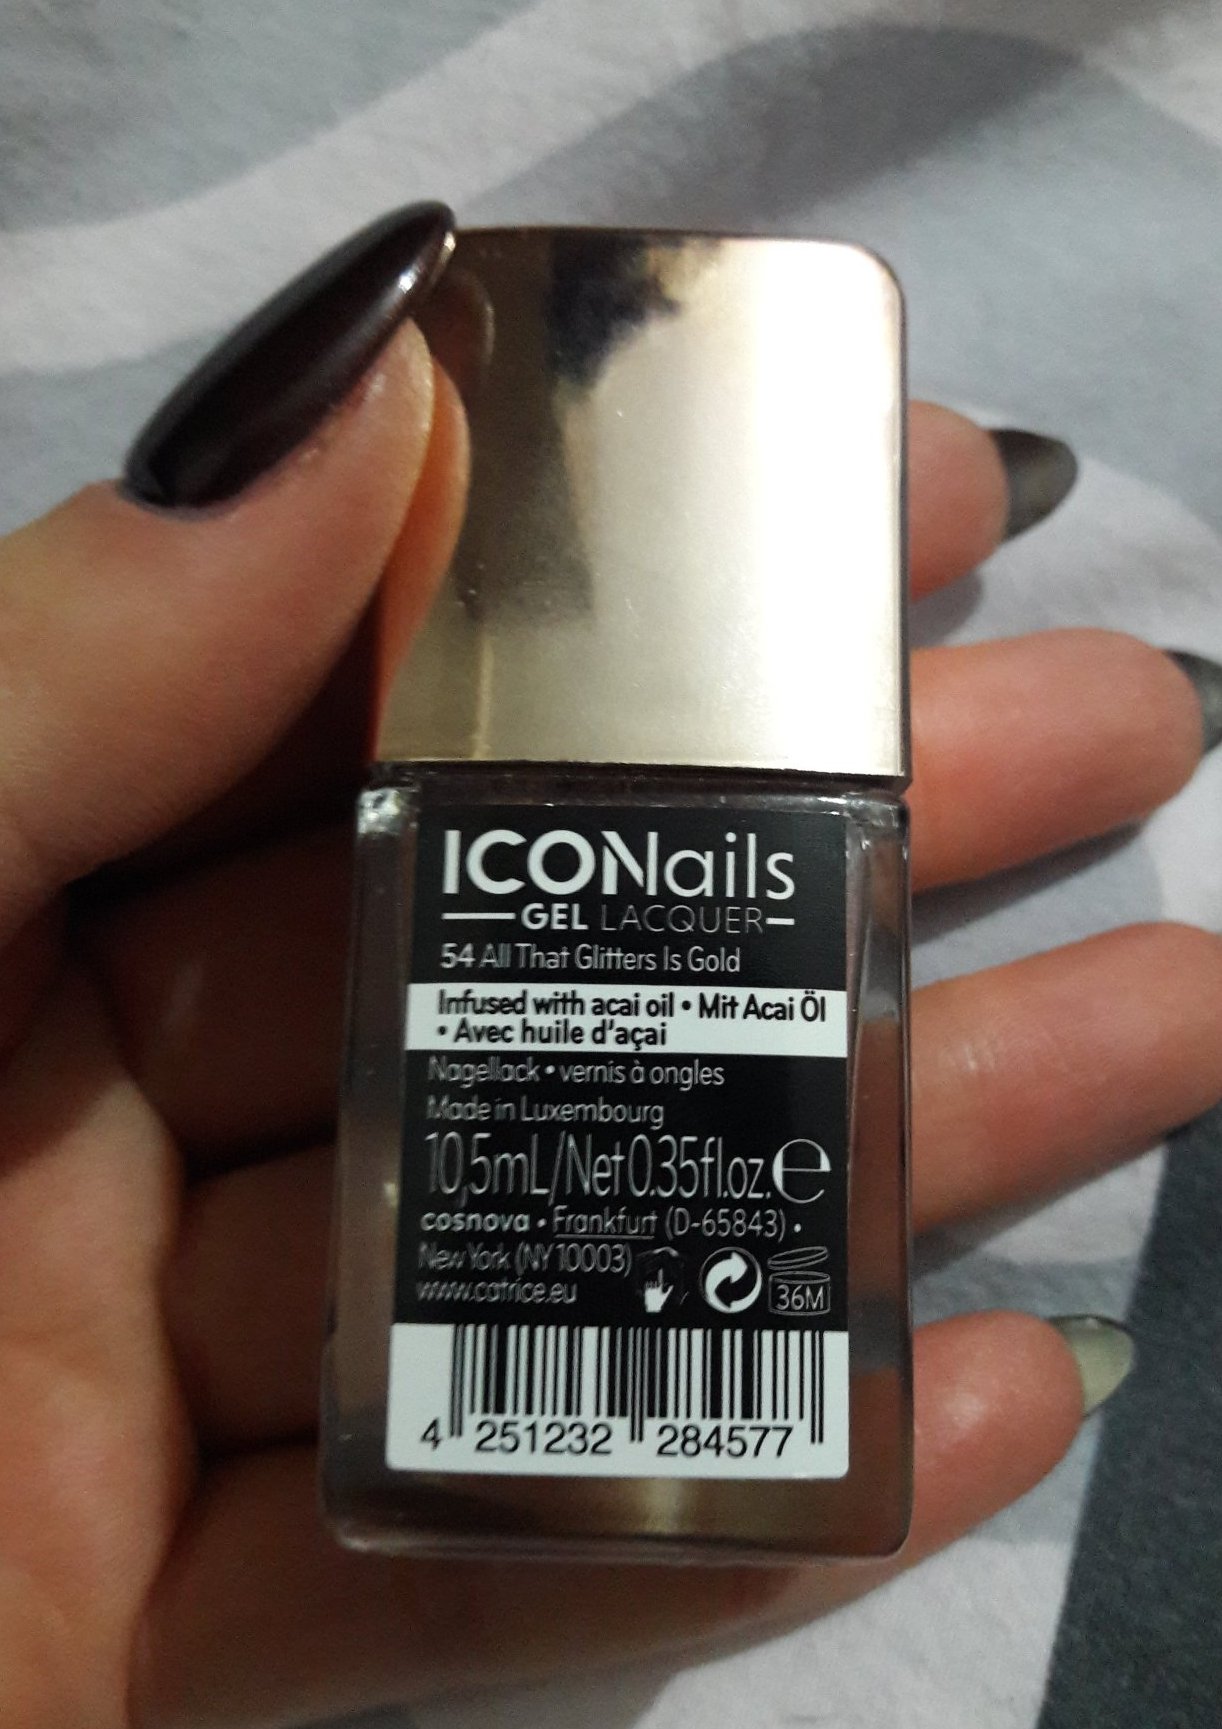 ICONails
GEL LACQUER
54 All That Glitters Is Gold
Infused with acai oil • Mit Acai Öl
• Avec huile d'açai
Nagellack • vernis à ongles
Made in Luxembourg
10,5mL/Net 0.35fl.oz. e
cosnova • Frankfurt (D-65843) •
New York (NY 10003)
www.catrice.eu
36M
4 251232 284577